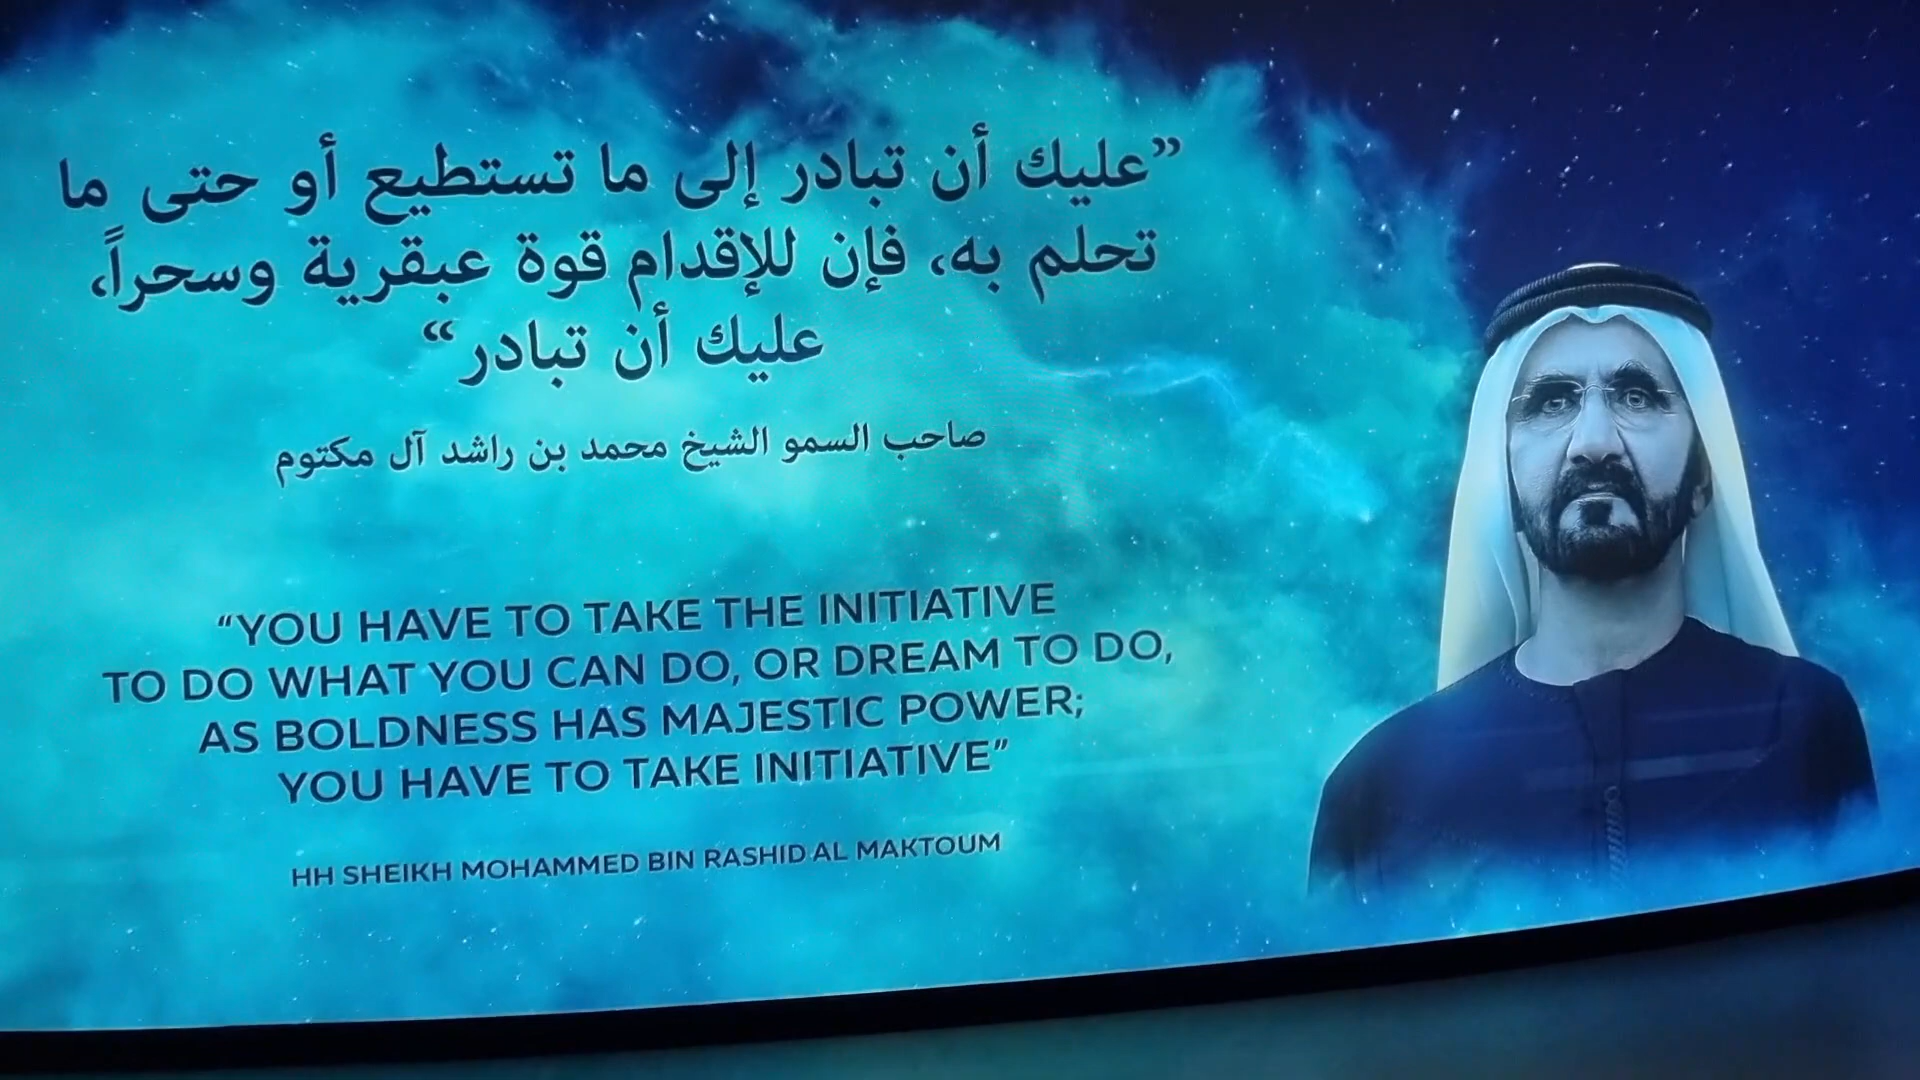 ”عليك أن تبادر إلى ما تستطيع أو حتى ما
تحلم به، فإن للإقدام قوة عبقرية وسحراً،
عليك أن تبادر“
صاحب السمو الشيخ محمد بن راشد آل مكتوم
“YOU HAVE TO TAKE THE INITIATIVE
TO DO WHAT YOU CAN DO, OR DREAM TO DO,
AS BOLDNESS HAS MAJESTIC POWER;
YOU HAVE TO TAKE INITIATIVE”
HH SHEIKH MOHAMMED BIN RASHID AL MAKTOUM